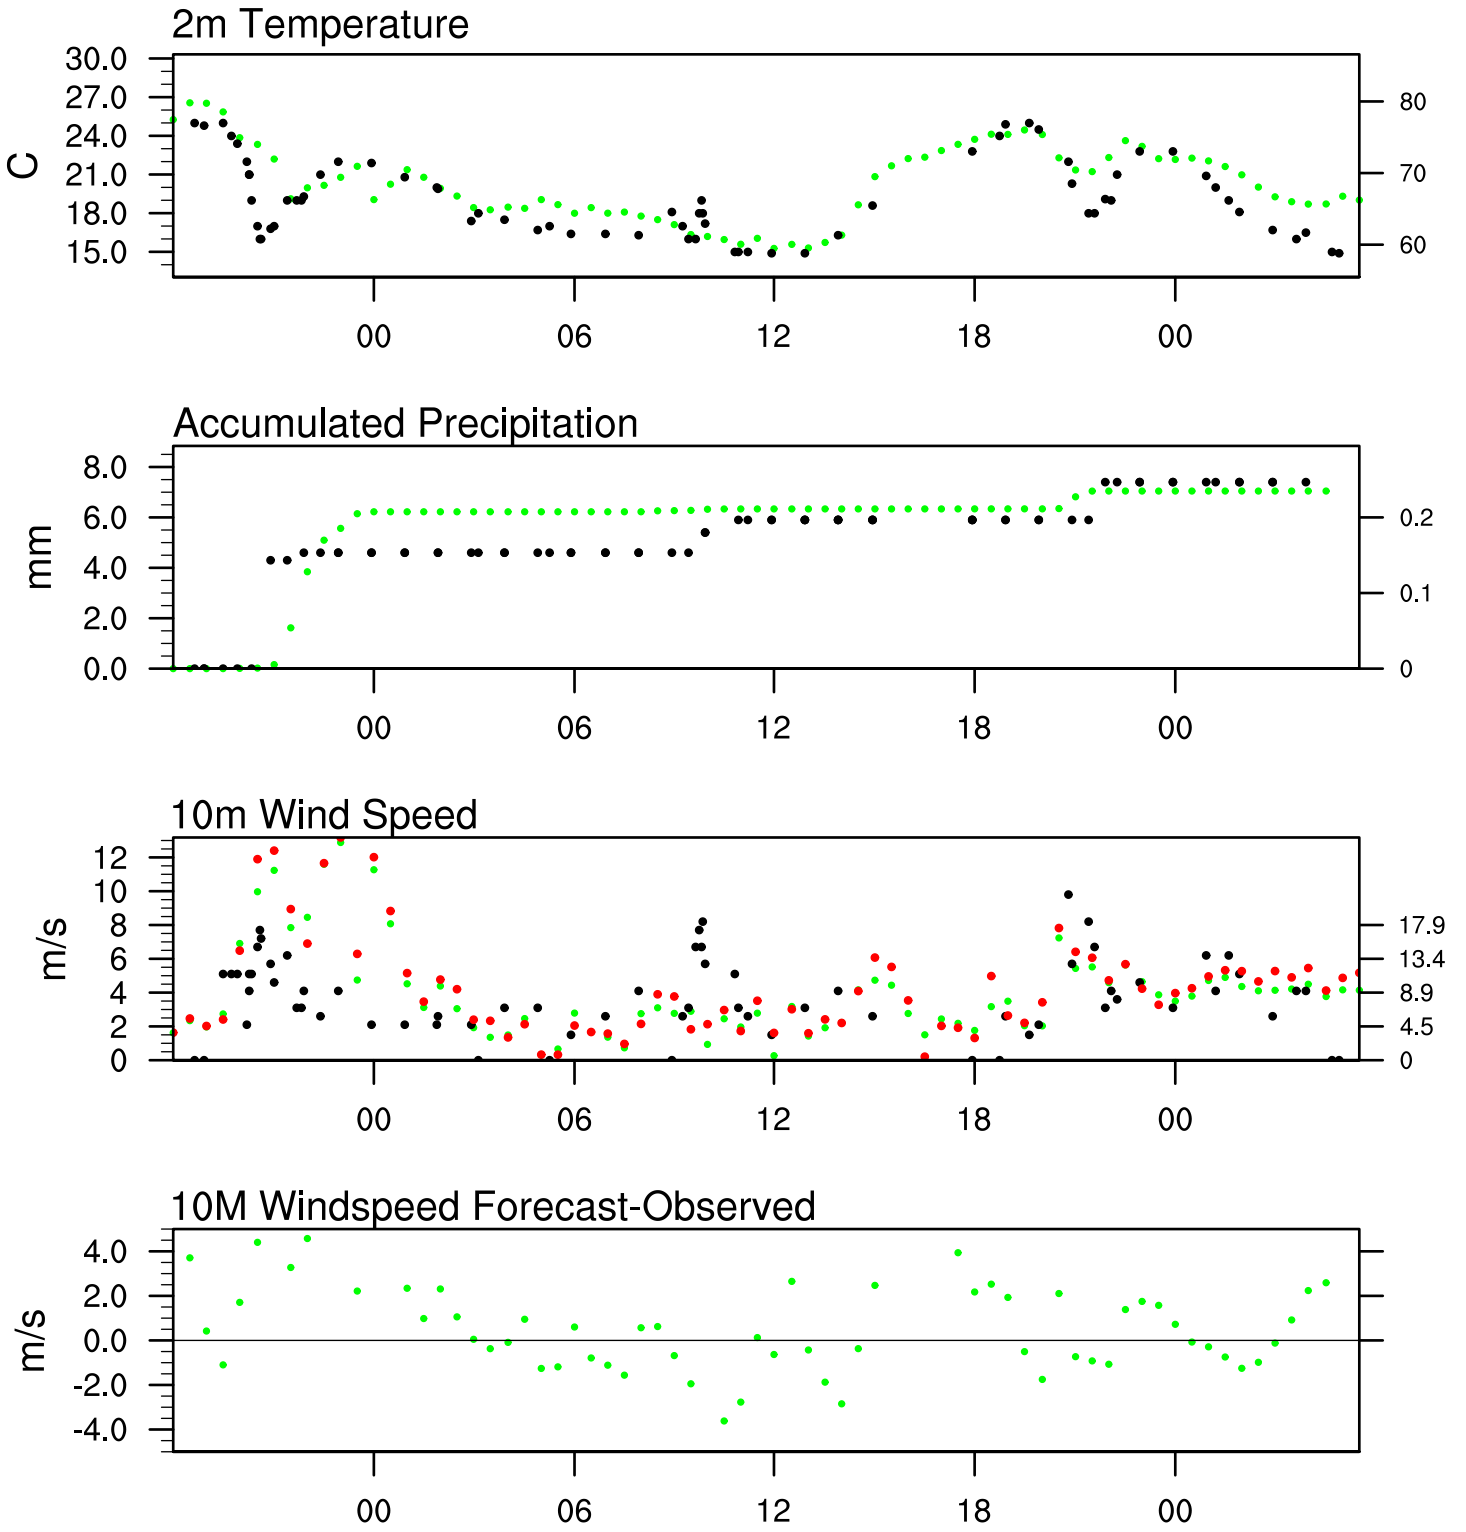 2m Temperature
30.0
27.0
24.0
21.0
18.0
15.0
C
80
70
60
00 06 12 18 00
Accumulated Precipitation
8.0
6.0
4.0
2.0
0.0
mm
0.2
0.1
0
00 06 12 18 00
10m Wind Speed
12
10
8
6
4
2
0
m/s
17.9
13.4
8.9
4.5
0
00 06 12 18 00
10M Windspeed Forecast-Observed
4.0
2.0
0.0
-2.0
-4.0
m/s
00 06 12 18 00